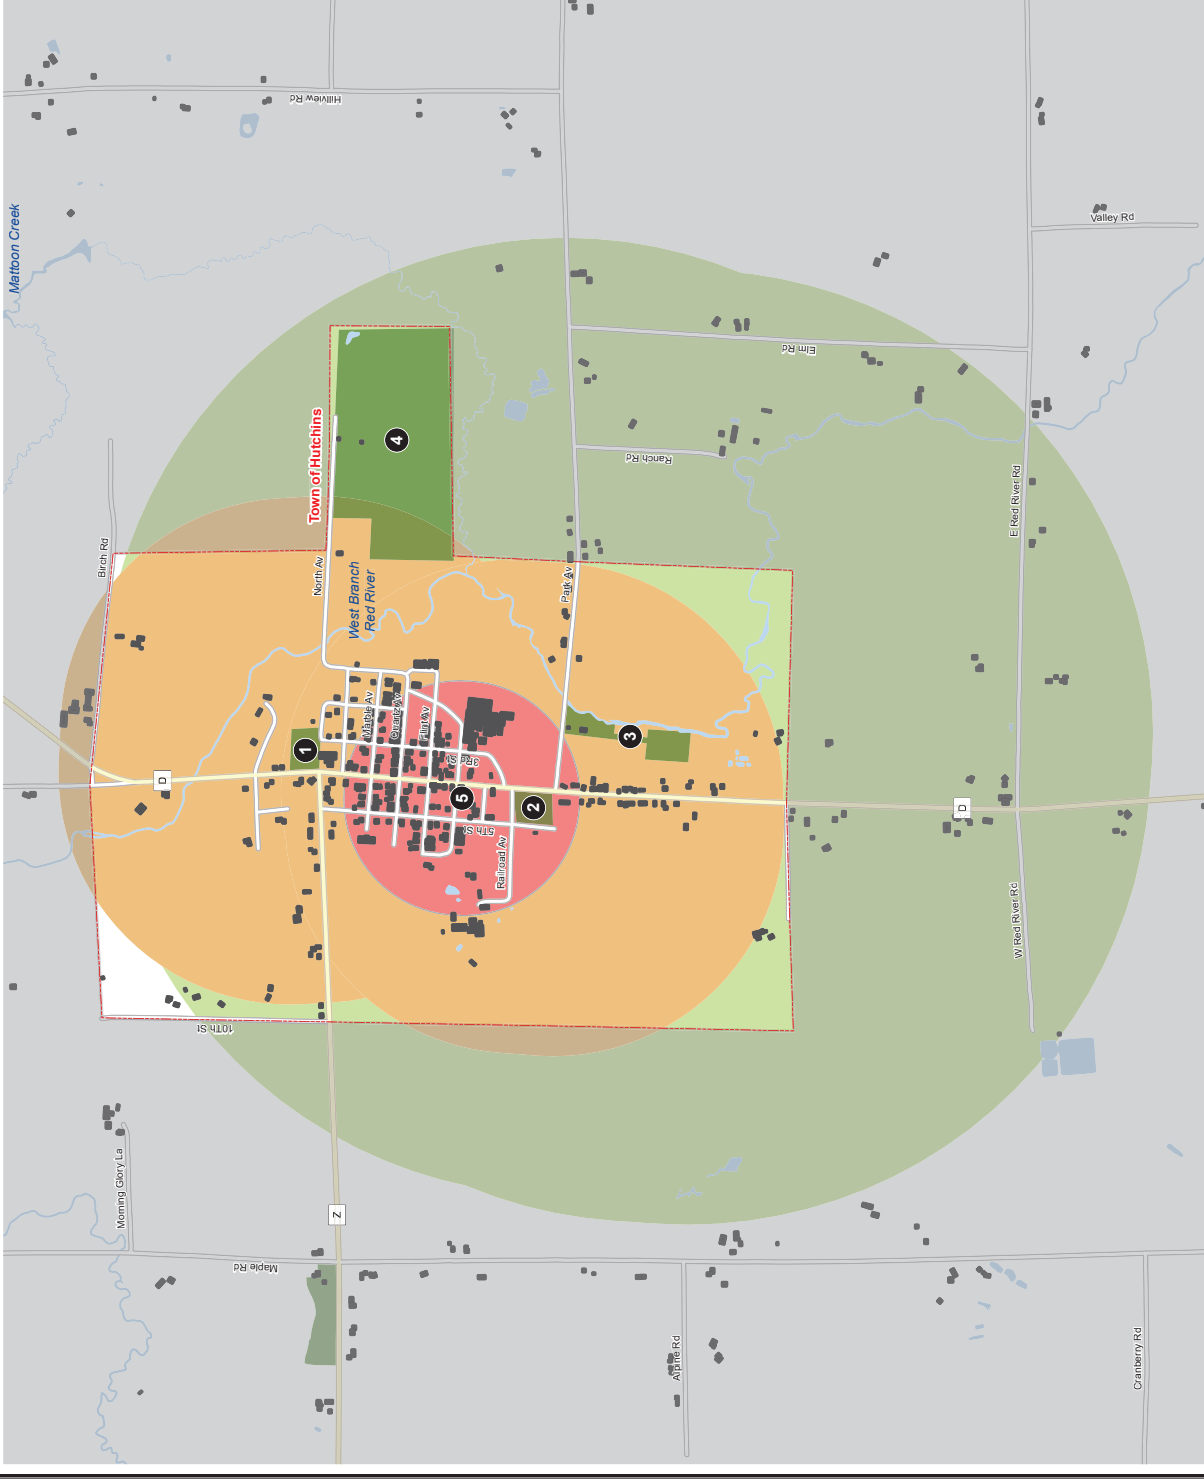 Hillview Rd
Mattoon Creek
Valley Rd
Elm Rd
Town of Hutchins
4
Ranch Rd
E Red River Rd
Birch Rd
North Av
West Branch
Red River
Park Av
Marble Av
Quartz Av
Flint Av
1
3
3Rd St
D
5
2
D
5TH St
Railroad Av
W Red River Rd
10TH St
Morning Glory La
Z
Maple Rd
Alpine Rd
Cranberry Rd